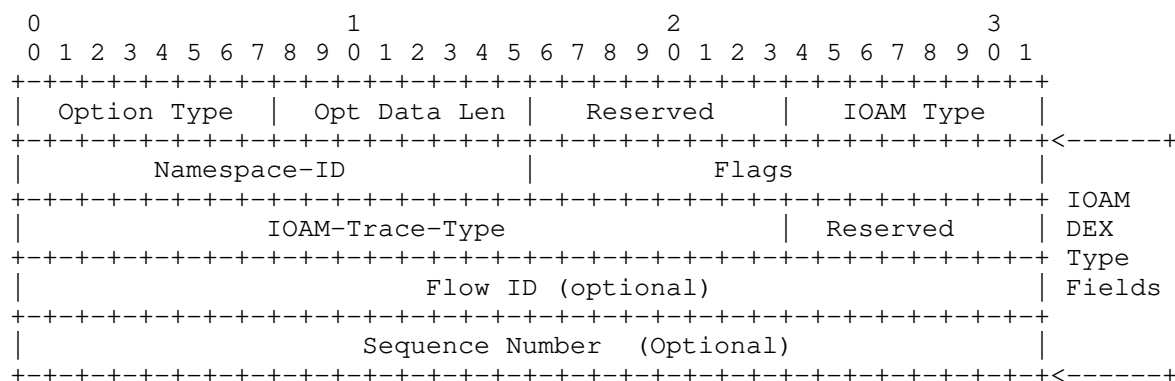 0                   1                   2                   3
 0 1 2 3 4 5 6 7 8 9 0 1 2 3 4 5 6 7 8 9 0 1 2 3 4 5 6 7 8 9 0 1
+-+-+-+-+-+-+-+-+-+-+-+-+-+-+-+-+-+-+-+-+-+-+-+-+-+-+-+-+-+-+-+-+
|  Option Type  |  Opt Data Len |   Reserved    |   IOAM Type   |
+-+-+-+-+-+-+-+-+-+-+-+-+-+-+-+-+-+-+-+-+-+-+-+-+-+-+-+-+-+-+-+-+<------+
|        Namespace-ID           |           Flags               |
+-+-+-+-+-+-+-+-+-+-+-+-+-+-+-+-+-+-+-+-+-+-+-+-+-+-+-+-+-+-+-+-+ IOAM
|               IOAM-Trace-Type                 |  Reserved     | DEX
+-+-+-+-+-+-+-+-+-+-+-+-+-+-+-+-+-+-+-+-+-+-+-+-+-+-+-+-+-+-+-+-+ Type
|                         Flow ID (optional)                    | Fields
+-+-+-+-+-+-+-+-+-+-+-+-+-+-+-+-+-+-+-+-+-+-+-+-+-+-+-+-+-+-+-+-+
|                     Sequence Number  (Optional)               |
+-+-+-+-+-+-+-+-+-+-+-+-+-+-+-+-+-+-+-+-+-+-+-+-+-+-+-+-+-+-+-+-+<------+